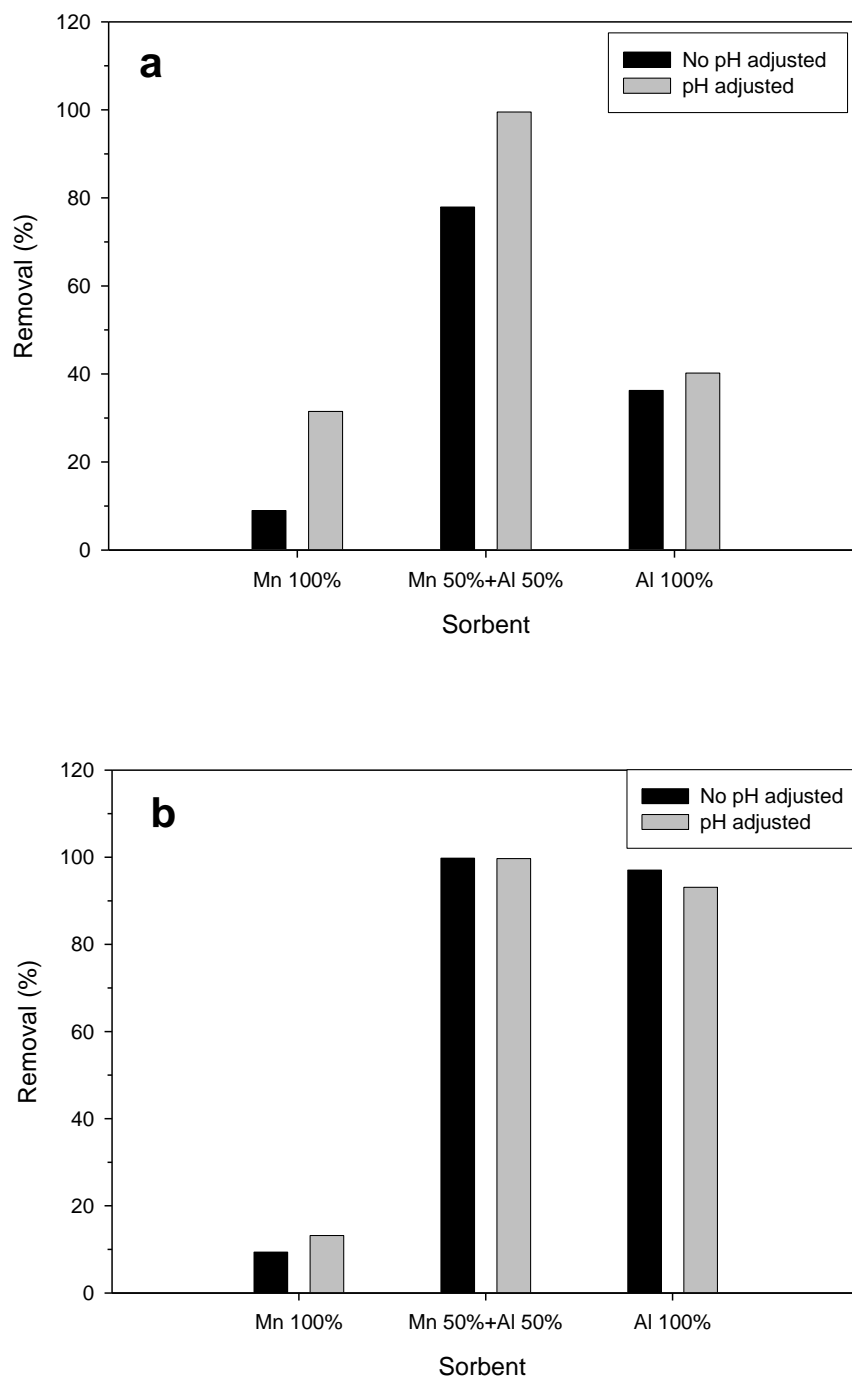 a
No pH adjusted
pH adjusted
120
100
80
60
40
20
0
Removal (%)
Mn 100%
Mn 50%+Al 50%
Al 100%
Sorbent
b
No pH adjusted
pH adjusted
120
100
80
60
40
20
0
Removal (%)
Mn 100%
Mn 50%+Al 50%
Al 100%
Sorbent